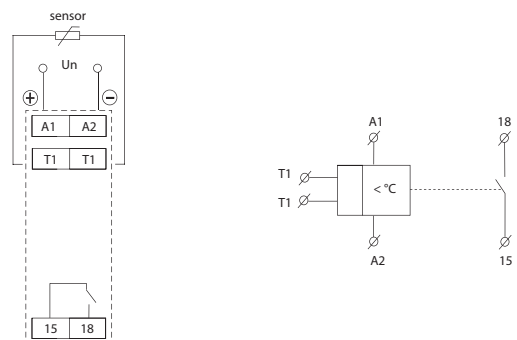 sensor
Un
+ −
A1 A2
T1 T1
15 18
A1
18
T1
T1
< °C
A2
15